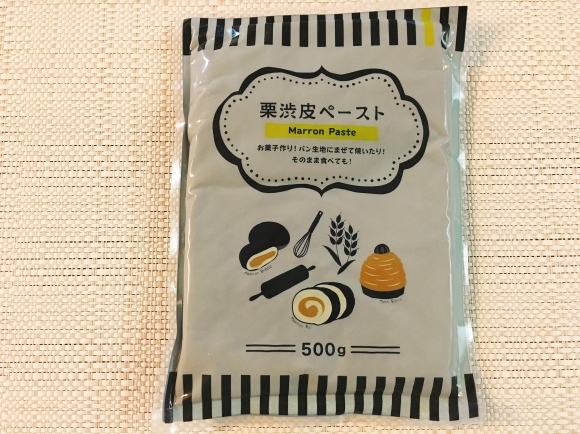 栗渋皮ペースト
Marron Paste
お菓子作り!パン生地にまぜて焼いたり!
そのまま食べても!
500g